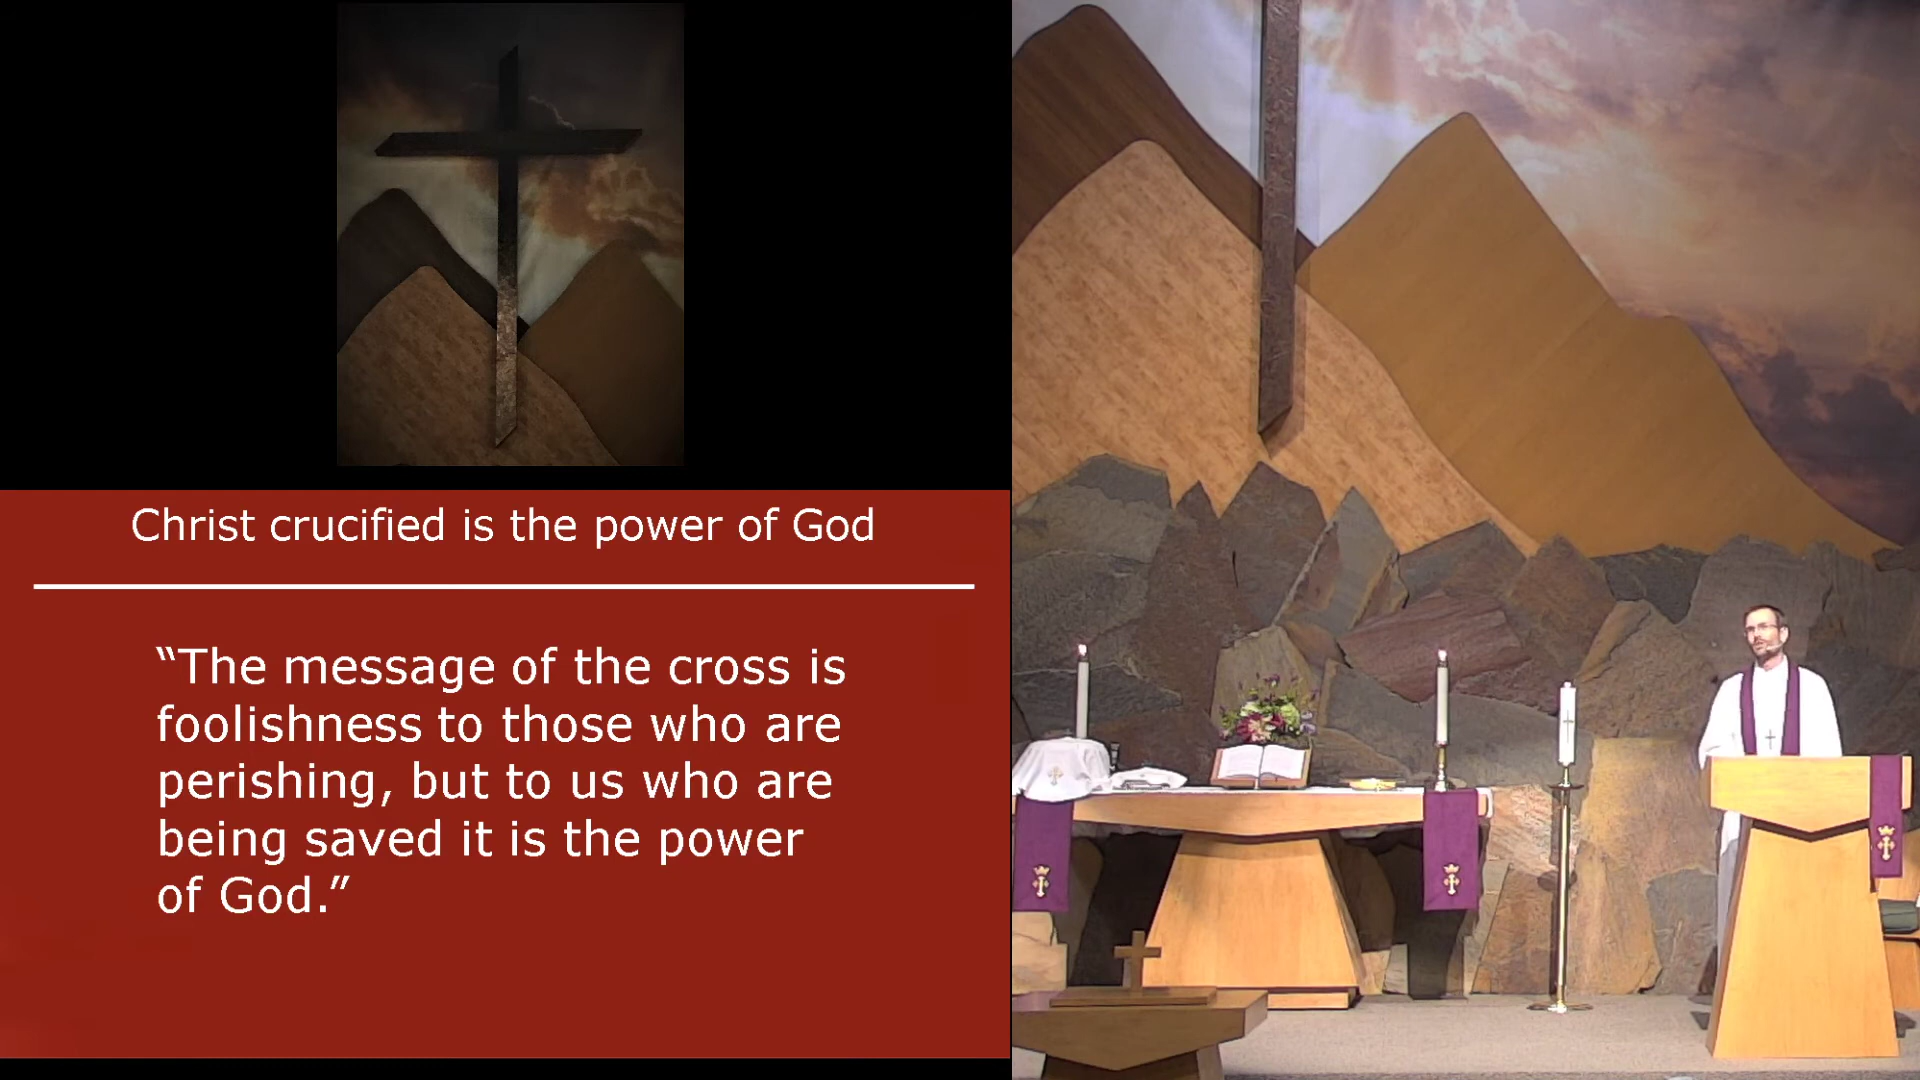 Christ crucified is the power of God
“The message of the cross is
foolishness to those who are
perishing, but to us who are
being saved it is the power
of God.”